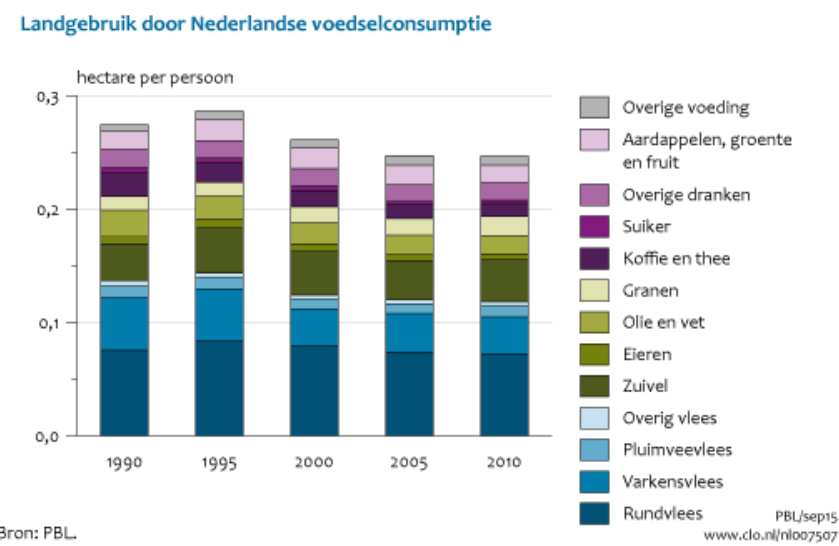 Landgebruik door Nederlandse voedselconsumptie
hectare per persoon
0,3
0,2
0,1
0,0
1990
1995
2000
2005
2010
Overige voeding
Aardappelen, groente
en fruit
Overige dranken
Suiker
Koffie en thee
Granen
Olie en vet
Eieren
Zuivel
Overig vlees
Pluimveevlees
Varkensvlees
Rundvlees
Bron: PBL.
PBL/sep15
www.clo.nl/nl007507